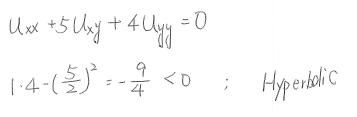 Uxx + 5Uxy + 4Uyy = 0
1·4 - (5/2)² = -9/4 < 0 ; Hyperbolic